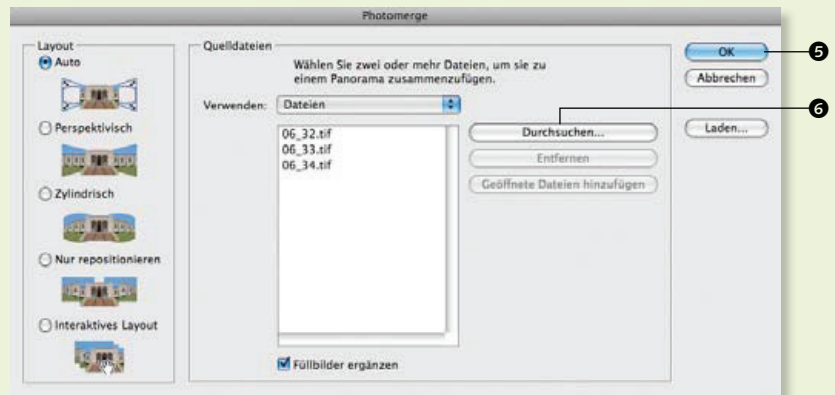 Photomerge
Layout
Auto
Perspektivisch
Zylindrisch
Nur repositionieren
Interaktives Layout
Quelldateien
Wählen Sie zwei oder mehr Dateien, um sie zu
einem Panorama zusammenzufügen.
Verwenden: Dateien
06_32.tif
06_33.tif
06_34.tif
Füllbilder ergänzen
Durchsuchen...
Entfernen
Geöffnete Dateien hinzufügen
OK
Abbrechen
Laden...
5
6